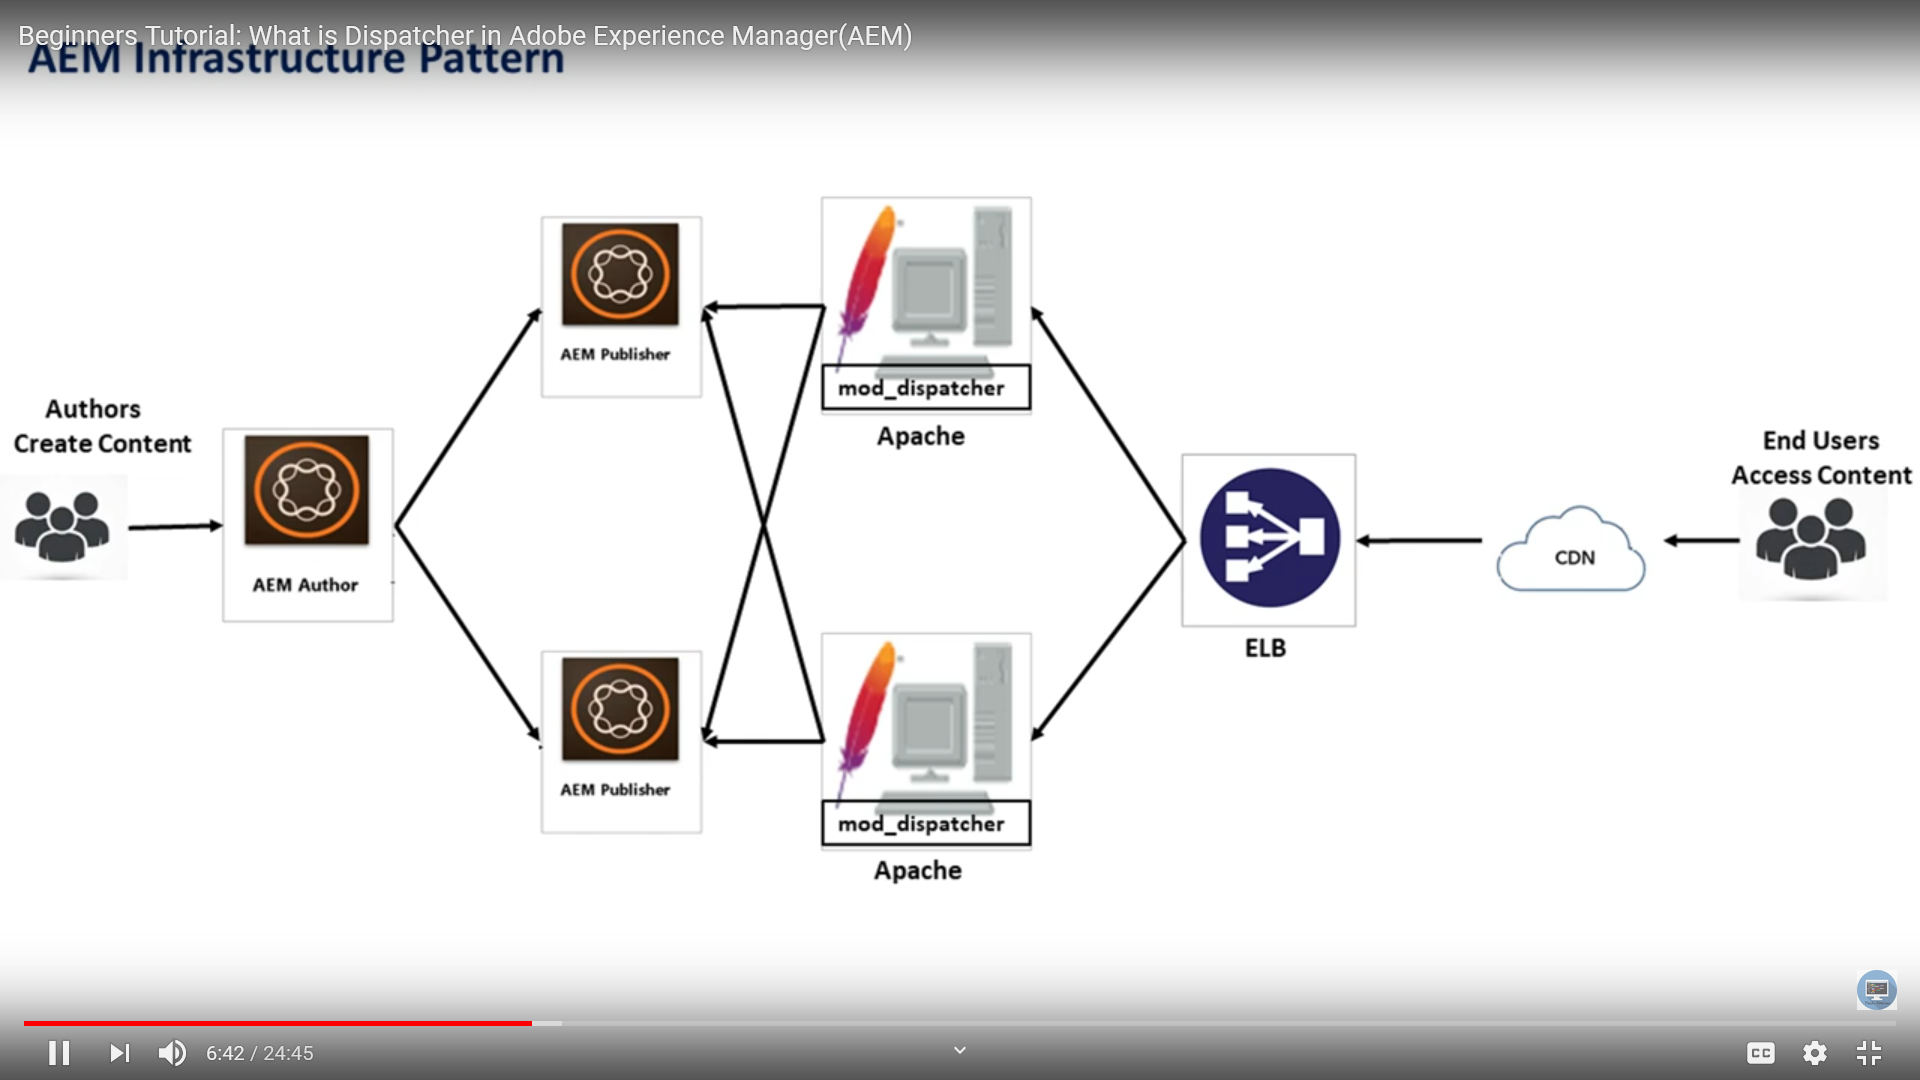 Beginners Tutorial: What is Dispatcher in Adobe Experience Manager(AEM)
AEM Infrastructure Pattern
AEM Publisher
mod_dispatcher
Apache
Authors
Create Content
AEM Author
End Users
Access Content
CDN
ELB
AEM Publisher
mod_dispatcher
Apache
6:42 / 24:45
CC